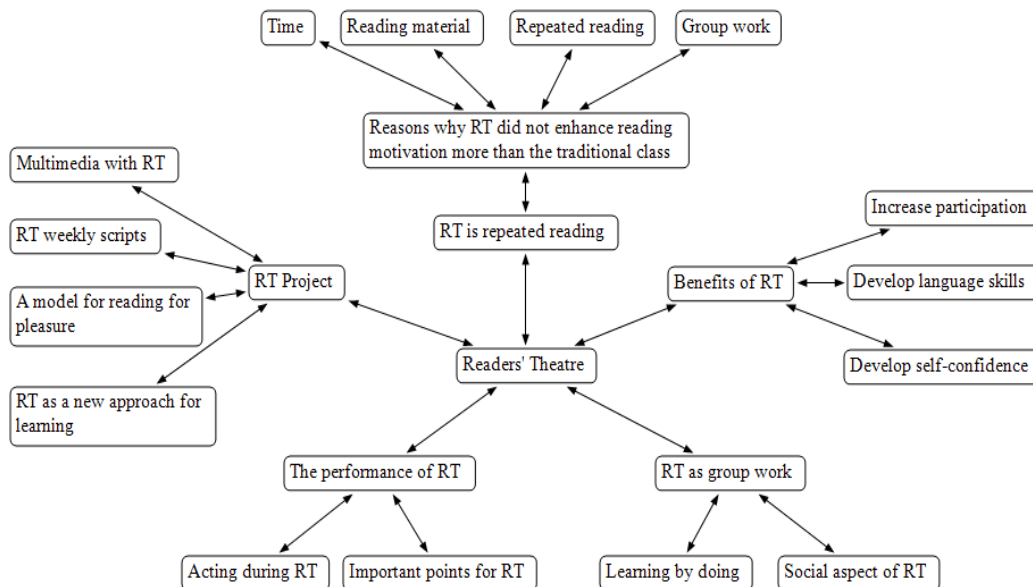 Time
Reading material
Repeated reading
Group work
Reasons why RT did not enhance reading
motivation more than the traditional class
Multimedia with RT
RT weekly scripts
A model for reading for
pleasure
RT as a new approach for
learning
RT Project
RT is repeated reading
Benefits of RT
Increase participation
Develop language skills
Develop self-confidence
Readers' Theatre
The performance of RT
RT as group work
Acting during RT
Important points for RT
Learning by doing
Social aspect of RT